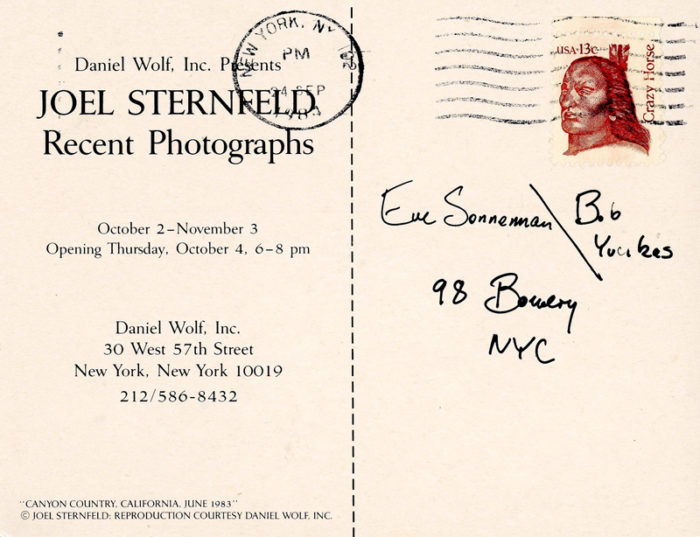 Daniel Wolf, Inc. Presents
JOEL STERNFELD
Recent Photographs
October 2–November 3
Opening Thursday, October 4, 6–8 pm
Daniel Wolf, Inc.
30 West 57th Street
New York, New York 10019
212/586-8432
"CANYON COUNTRY, CALIFORNIA, JUNE 1983"
© JOEL STERNFELD: REPRODUCTION COURTESY DANIEL WOLF, INC.
NEW YORK, NY
PM
24 SEP
USA·13c
Crazy Horse
Eve Sonneman / Bob
98 Bowery
NYC